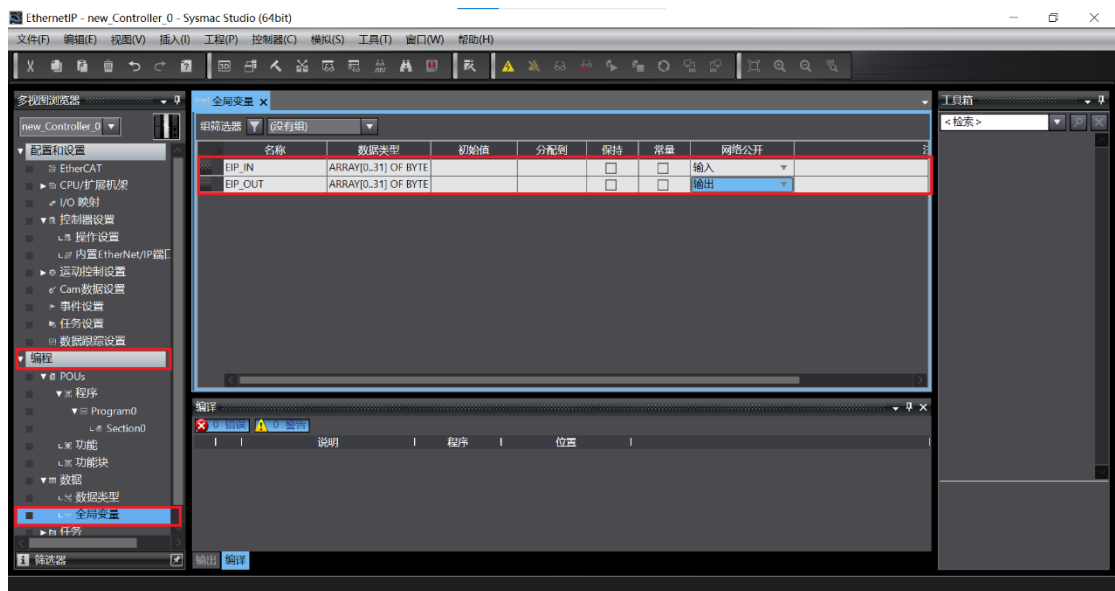 EthernetIP - new_Controller_0 - Sysmac Studio (64bit)
文件(F) 编辑(E) 视图(V) 插入(I) 工程(P) 控制器(C) 模拟(S) 工具(T) 窗口(W) 帮助(H)
多视图浏览器
new_Controller_0
配置和设置
EtherCAT
CPU/扩展机架
I/O 映射
控制器设置
操作设置
内置EtherNet/IP端口
运动控制设置
Cam数据设置
事件设置
任务设置
数据跟踪设置
编程
POUs
程序
Program0
Section0
功能
功能块
数据
数据类型
全局变量
任务
筛选器
全局变量
组筛选器 (没有组)
名称 数据类型 初始值 分配到 保持 常量 网络公开
EIP_IN ARRAY[0..31] OF BYTE 输入
EIP_OUT ARRAY[0..31] OF BYTE 输出
编译
0 错误 0 警告
说明 程序 位置
输出 编译
工具箱
<检索>